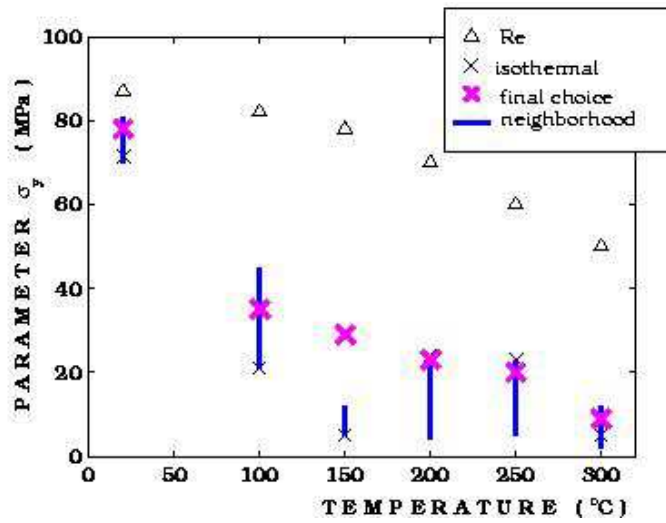 Re
isothermal
final choice
neighborhood
PARAMETER σy (MPa)
100
80
60
40
20
0
0 50 100 150 200 250 300
TEMPERATURE (°C)